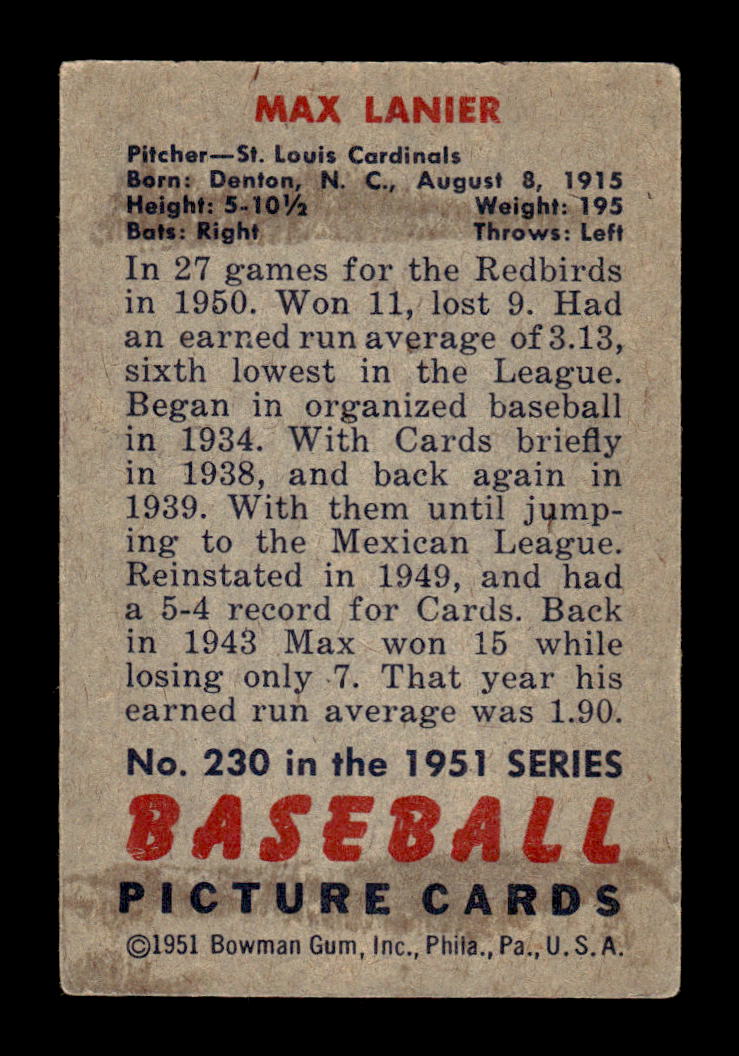 MAX LANIER
Pitcher—St. Louis Cardinals
Born: Denton, N. C., August 8, 1915
Height: 5-10½ Weight: 195
Bats: Right Throws: Left
In 27 games for the Redbirds
in 1950. Won 11, lost 9. Had
an earned run average of 3.13,
sixth lowest in the League.
Began in organized baseball
in 1934. With Cards briefly
in 1938, and back again in
1939. With them until jump-
ing to the Mexican League.
Reinstated in 1949, and had
a 5-4 record for Cards. Back
in 1943 Max won 15 while
losing only 7. That year his
earned run average was 1.90.
No. 230 in the 1951 SERIES
BASEBALL
PICTURE CARDS
©1951 Bowman Gum, Inc., Phila., Pa., U.S.A.